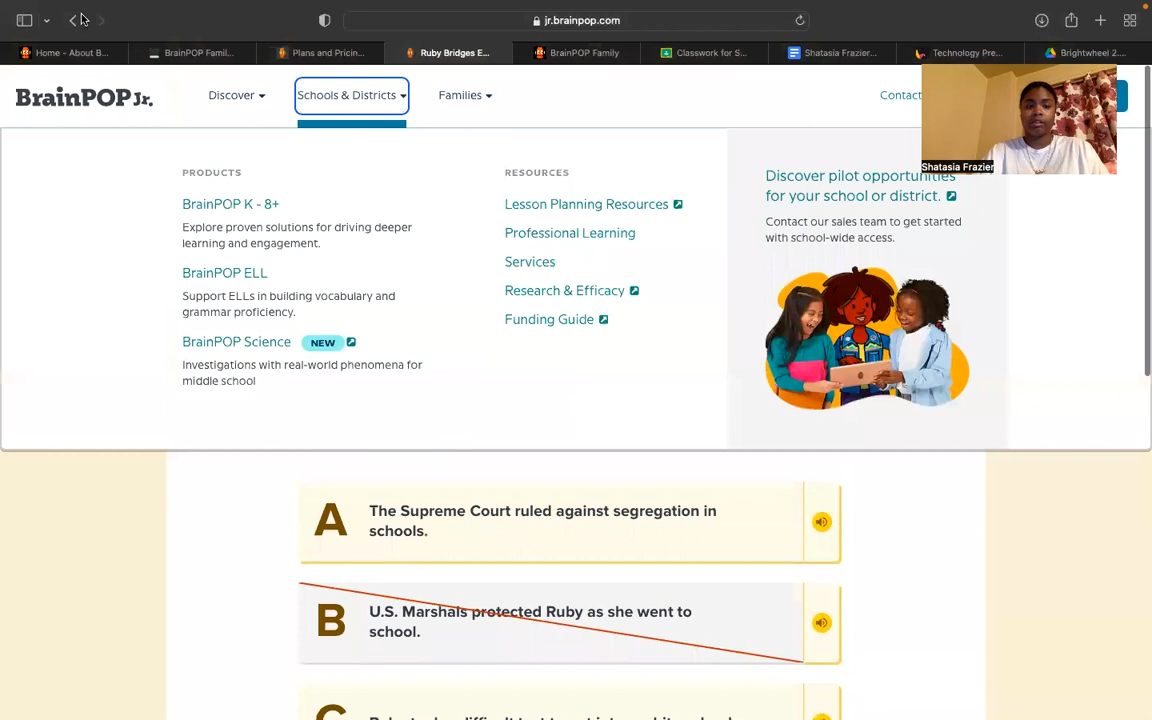 jr.brainpop.com
Home - About B...
BrainPOP Famil...
Plans and Pricin...
Ruby Bridges E...
BrainPOP Family
Classwork for S...
Shatasia Frazier...
Technology Pre...
Brightwheel 2....
BrainPOP Jr.
Discover
Schools & Districts
Families
Contact
Shatasia Frazier
PRODUCTS
BrainPOP K - 8+
Explore proven solutions for driving deeper
learning and engagement.
BrainPOP ELL
Support ELLs in building vocabulary and
grammar proficiency.
BrainPOP Science NEW
Investigations with real-world phenomena for
middle school
RESOURCES
Lesson Planning Resources
Professional Learning
Services
Research & Efficacy
Funding Guide
Discover pilot opportunities
for your school or district.
Contact our sales team to get started
with school-wide access.
A
The Supreme Court ruled against segregation in
schools.
B
U.S. Marshals protected Ruby as she went to
school.